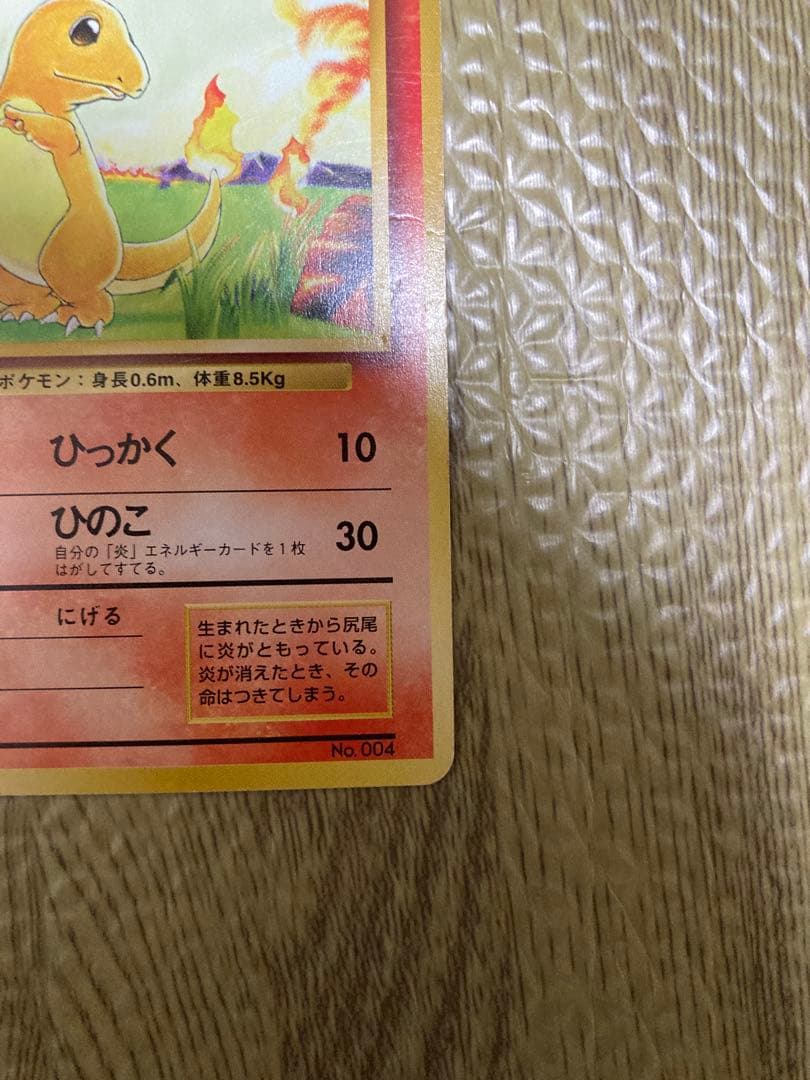 ポケモン：身長0.6m、体重8.5Kg
ひっかく 10
ひのこ 30
自分の「炎」エネルギーカードを1枚
はがしてすてる。
にげる
生まれたときから尻尾
に炎がともっている。
炎が消えたとき、その
命はつきてしまう。
No. 004